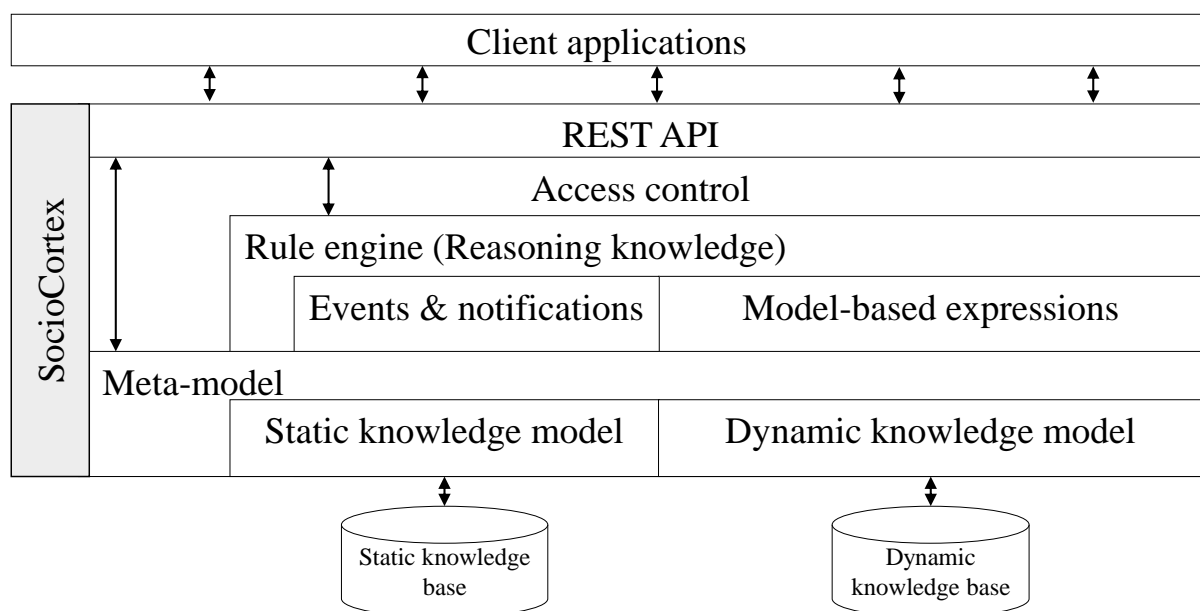 Client applications
REST API
SocioCortex
Access control
Rule engine (Reasoning knowledge)
Events & notifications
Model-based expressions
Meta-model
Static knowledge model
Dynamic knowledge model
Static knowledge
base
Dynamic
knowledge base